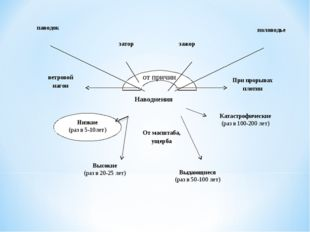 паводок
половодье
затор
зажор
от причин
ветровой
нагон
При прорывах
плотин
Наводнения
Катастрофические
(раз в 100-200 лет)
Низкие
(раз в 5-10лет)
От масштаба,
ущерба
Высокие
(раз в 20-25 лет)
Выдающиеся
(раз в 50-100 лет)